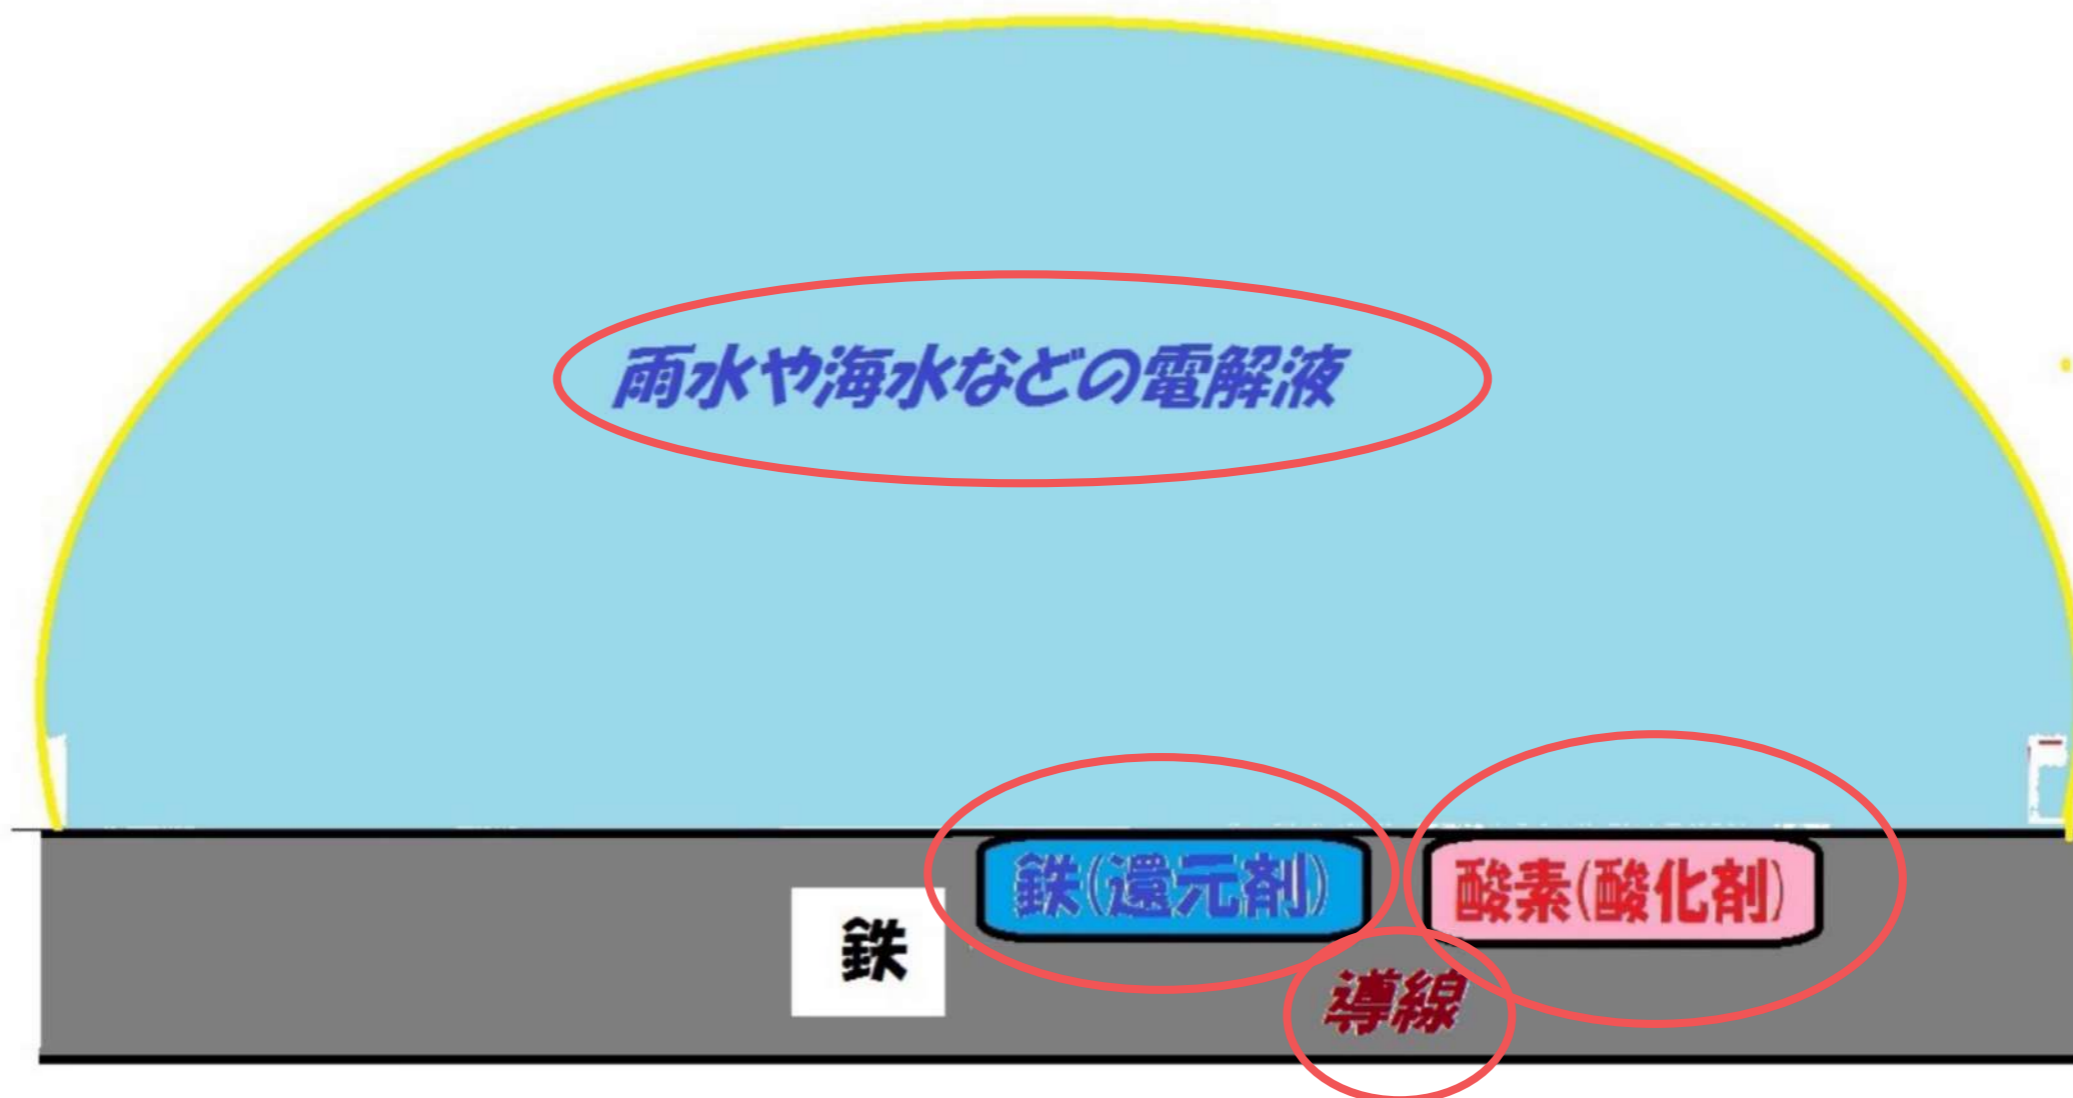 雨水や海水などの電解液
鉄(還元剤)
酸素(酸化剤)
鉄
導線